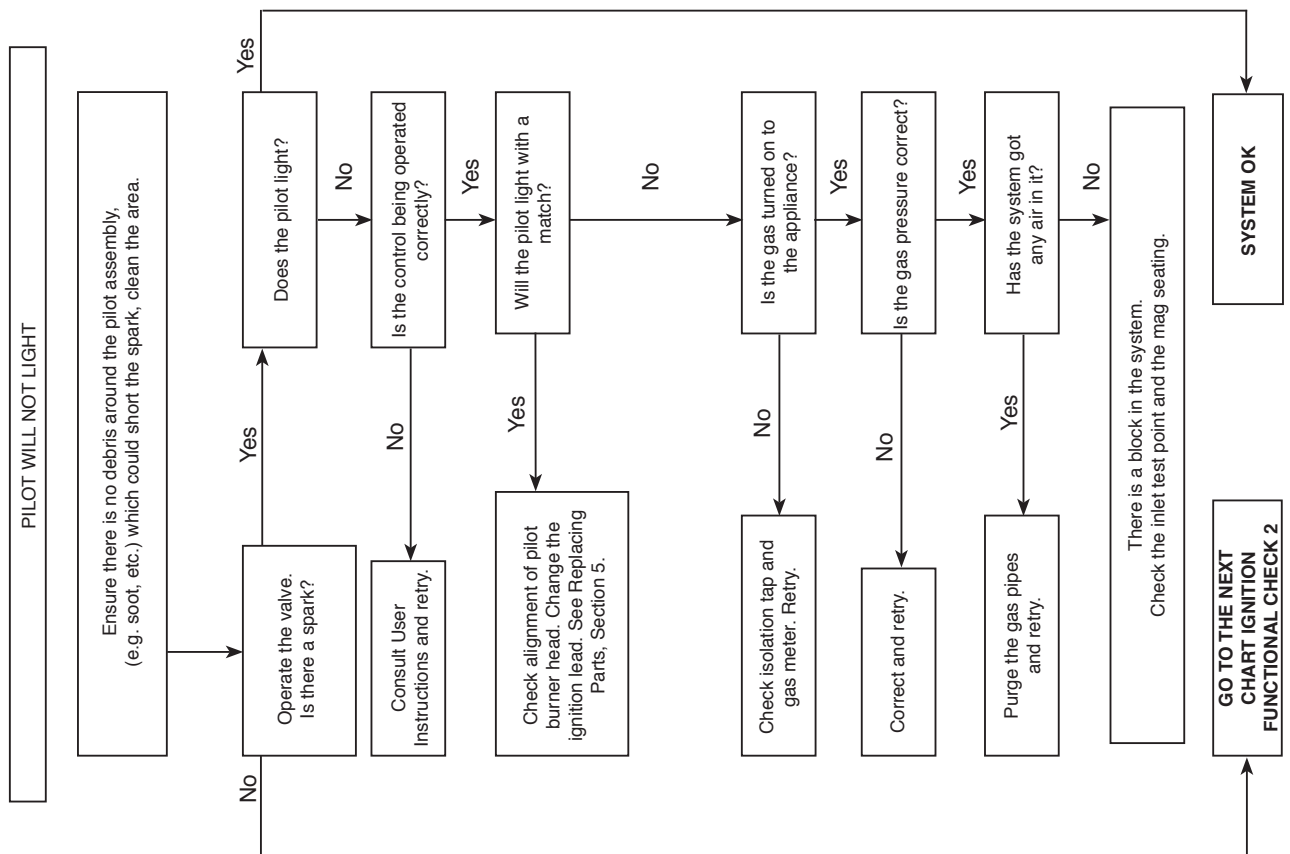 PILOT WILL NOT LIGHT
Ensure there is no debris around the pilot assembly,
(e.g. soot, etc.) which could short the spark, clean the area.
Operate the valve.
Is there a spark?
No
Yes
Does the pilot light?
Yes
No
Is the control being operated
correctly?
No
Consult User
Instructions and retry.
Yes
Will the pilot light with a
match?
Yes
Check alignment of pilot
burner head. Change the
ignition lead. See Replacing
Parts, Section 5.
No
Is the gas turned on to
the appliance?
No
Check isolation tap and
gas meter. Retry.
Yes
Is the gas pressure correct?
No
Correct and retry.
Yes
Has the system got
any air in it?
Yes
Purge the gas pipes
and retry.
No
There is a block in the system.
Check the inlet test point and the mag seating.
GO TO THE NEXT
CHART IGNITION
FUNCTIONAL CHECK 2
SYSTEM OK